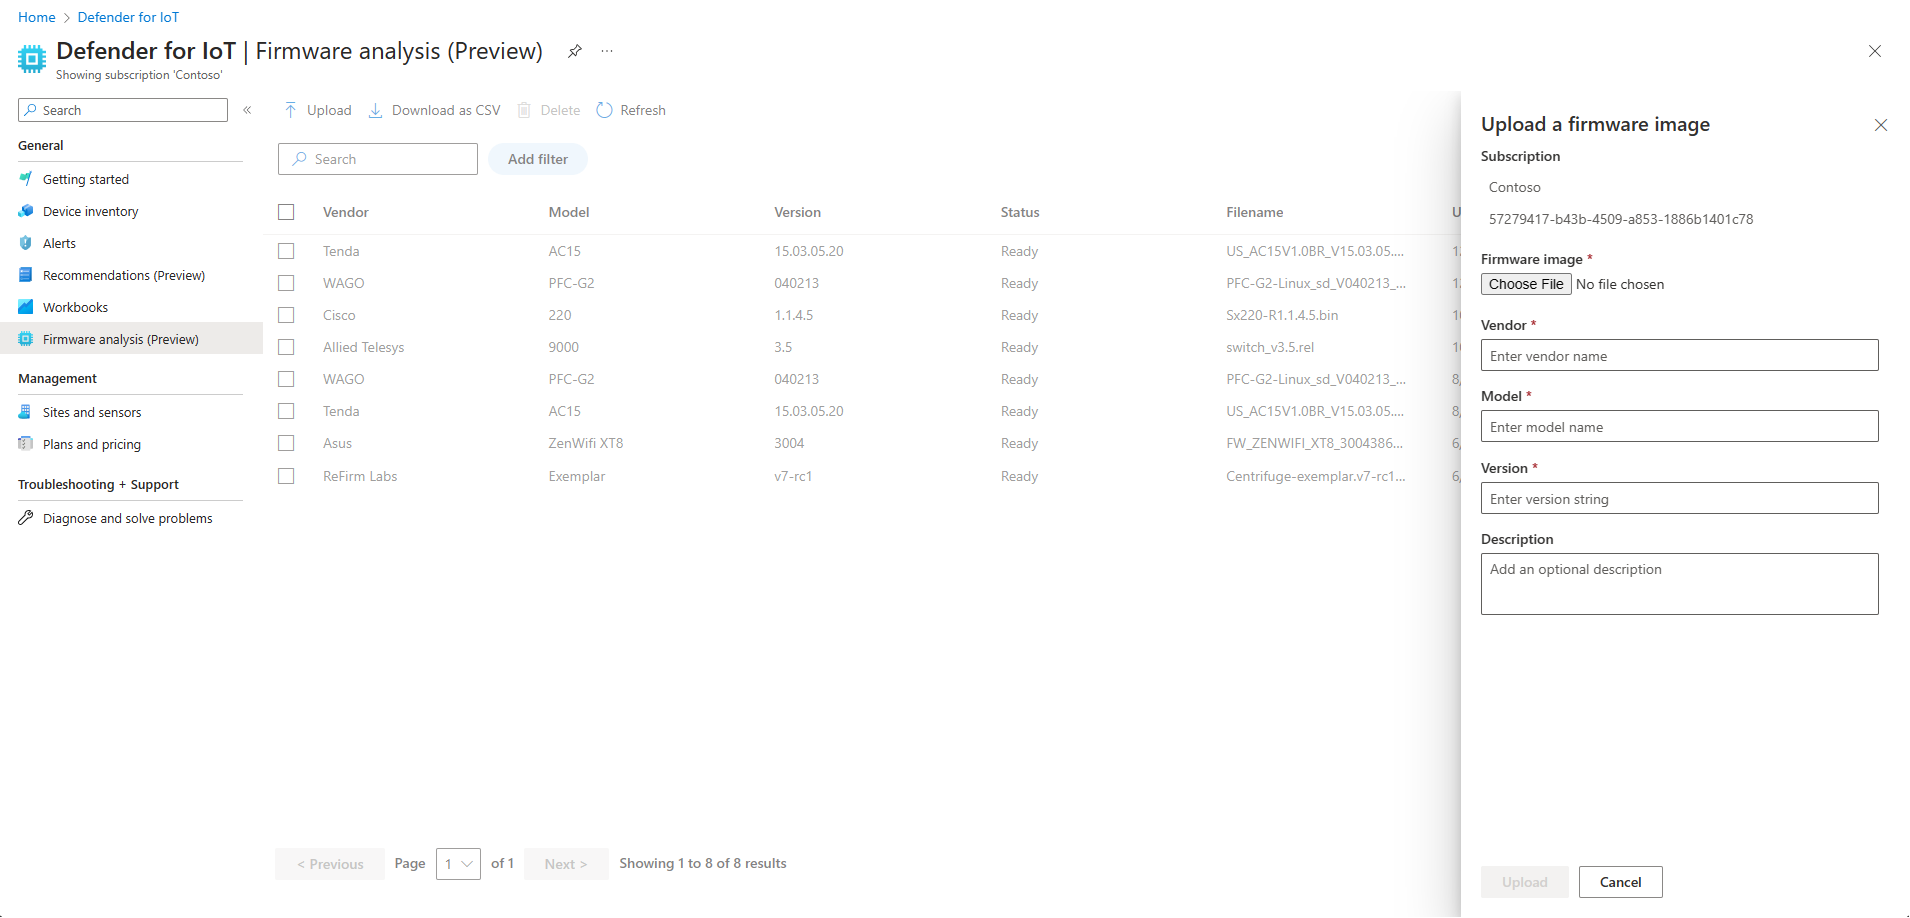 Home > Defender for IoT
Defender for IoT | Firmware analysis (Preview) ···
Showing subscription 'Contoso'
Search «
General
Getting started
Device inventory
Alerts
Recommendations (Preview)
Workbooks
Firmware analysis (Preview)
Management
Sites and sensors
Plans and pricing
Troubleshooting + Support
Diagnose and solve problems
Upload Download as CSV Delete Refresh
Search Add filter
Vendor Model Version Status Filename
Tenda AC15 15.03.05.20 Ready US_AC15V1.0BR_V15.03.05....
WAGO PFC-G2 040213 Ready PFC-G2-Linux_sd_V040213_...
Cisco 220 1.1.4.5 Ready Sx220-R1.1.4.5.bin
Allied Telesys 9000 3.5 Ready switch_v3.5.rel
WAGO PFC-G2 040213 Ready PFC-G2-Linux_sd_V040213_... 8,
Tenda AC15 15.03.05.20 Ready US_AC15V1.0BR_V15.03.05.... 8,
Asus ZenWifi XT8 3004 Ready FW_ZENWIFI_XT8_3004386... 6,
ReFirm Labs Exemplar v7-rc1 Ready Centrifuge-exemplar.v7-rc1... 6,
< Previous Page 1 of 1 Next > Showing 1 to 8 of 8 results
Upload a firmware image
Subscription
Contoso
57279417-b43b-4509-a853-1886b1401c78
Firmware image *
Choose File No file chosen
Vendor *
Enter vendor name
Model *
Enter model name
Version *
Enter version string
Description
Add an optional description
Upload Cancel